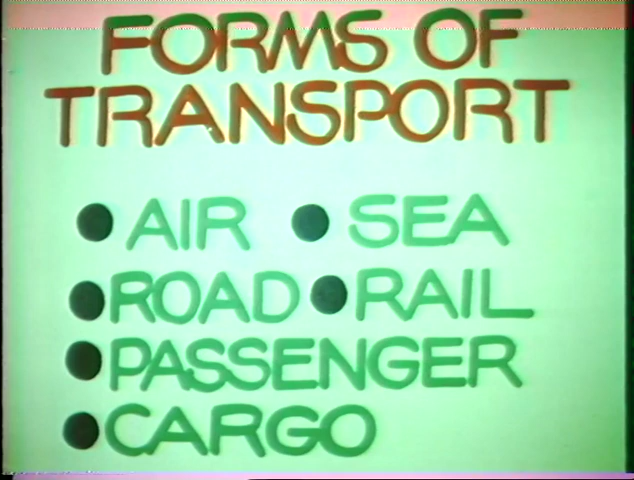 FORMS OF
TRANSPORT
● AIR ● SEA
● ROAD ● RAIL
● PASSENGER
● CARGO